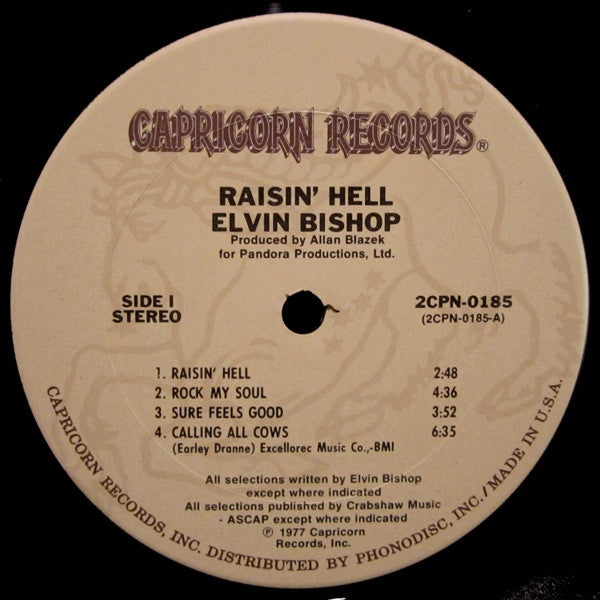 CAPRICORN RECORDS®
RAISIN' HELL
ELVIN BISHOP
Produced by Allan Blazek
for Pandora Productions, Ltd.
SIDE I
STEREO
2CPN-0185
(2CPN-0185-A)
1. RAISIN' HELL 2:48
2. ROCK MY SOUL 4:36
3. SURE FEELS GOOD 3:52
4. CALLING ALL COWS 6:35
(Earley Dranne) Excellorec Music Co.,-BMI
All selections written by Elvin Bishop
except where indicated
All selections published by Crabshaw Music
- ASCAP except where indicated
℗ 1977 Capricorn
Records, Inc.
CAPRICORN RECORDS, INC. DISTRIBUTED BY PHONODISC, INC./MADE IN U.S.A.